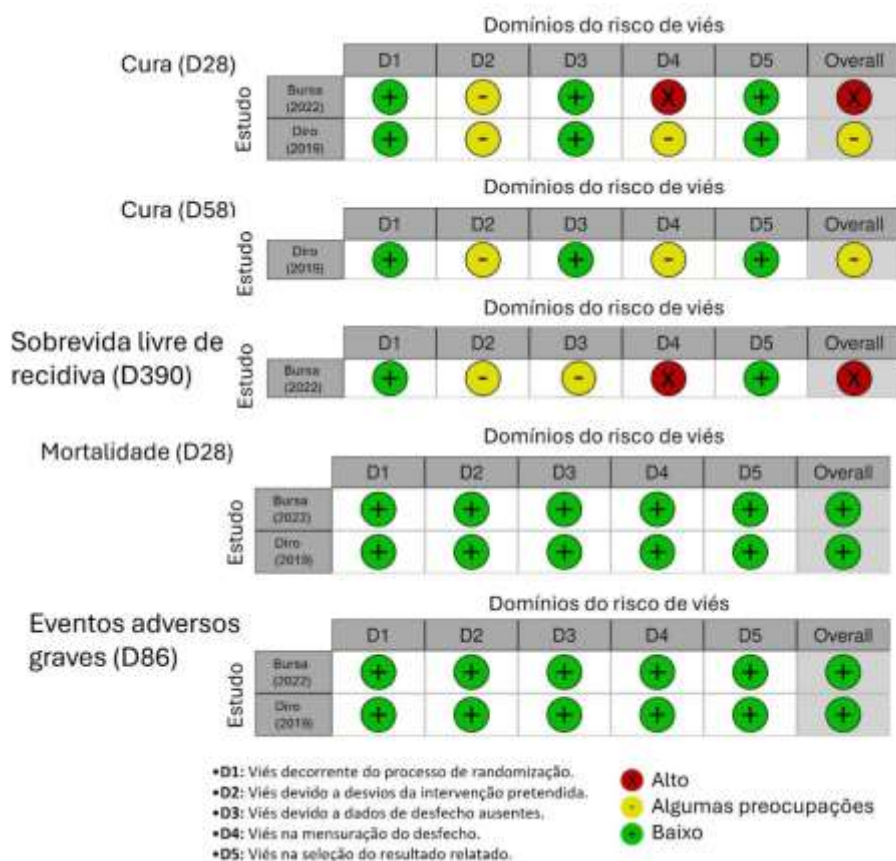 Domínios do risco de viés
Cura (D28)
D1 D2 D3 D4 D5 Overall
Estudo
Bursa
(2022)
+ - + X + X
Diro
(2019)
+ - + - + -
Domínios do risco de viés
Cura (D58)
D1 D2 D3 D4 D5 Overall
Estudo
Diro
(2019)
+ - + - + -
Domínios do risco de viés
Sobrevida livre de
recidiva (D390)
D1 D2 D3 D4 D5 Overall
Estudo
Bursa
(2022)
+ - - X + X
Domínios do risco de viés
Mortalidade (D28)
D1 D2 D3 D4 D5 Overall
Estudo
Bursa
(2022)
+ + + + + +
Diro
(2019)
+ + + + + +
Domínios do risco de viés
Eventos adversos
graves (D86)
D1 D2 D3 D4 D5 Overall
Estudo
Bursa
(2022)
+ + + + + +
Diro
(2019)
+ + + + + +
•D1: Viés decorrente do processo de randomização.
•D2: Viés devido a desvios da intervenção pretendida.
•D3: Viés devido a dados de desfecho ausentes.
•D4: Viés na mensuração do desfecho.
•D5: Viés na seleção do resultado relatado.
X Alto
- Algumas preocupações
+ Baixo